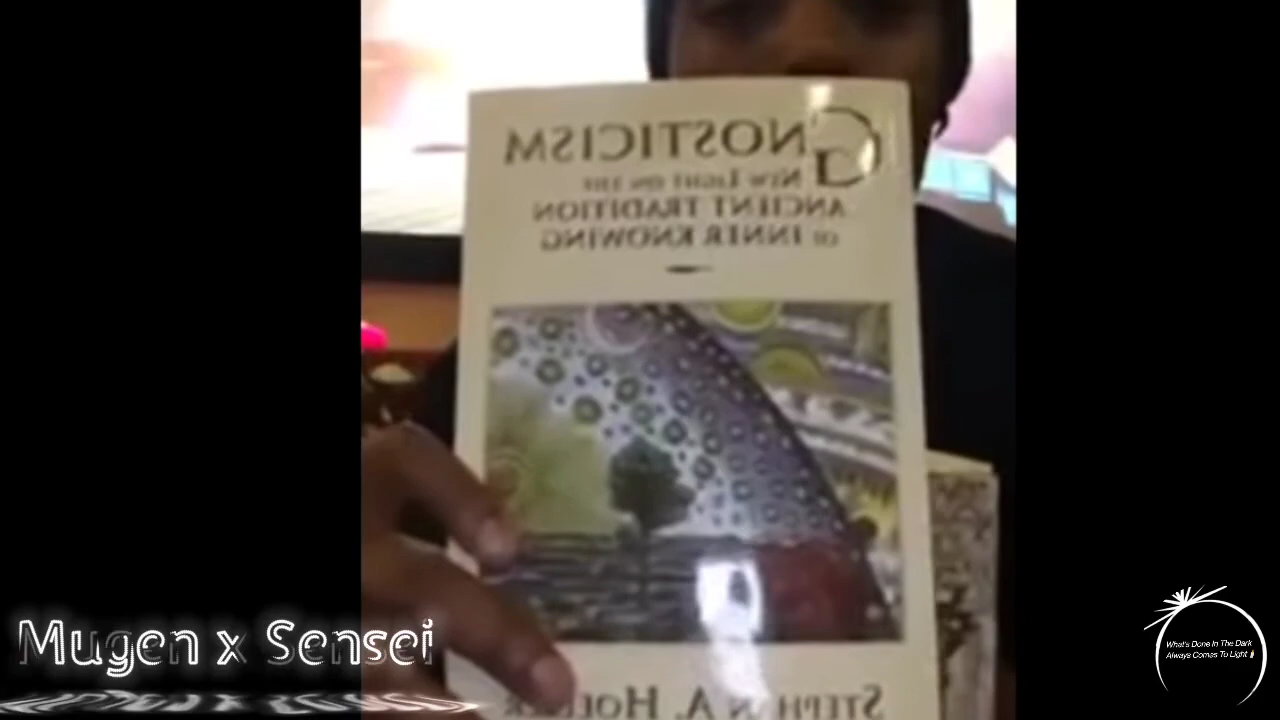 GNOSTICISM
NEW LIGHT ON THE
ANCIENT TRADITION
OF INNER KNOWING
STEPHAN A. HOELLER
Mugen x Sensei
What's Done In The Dark
Always Comes To Light